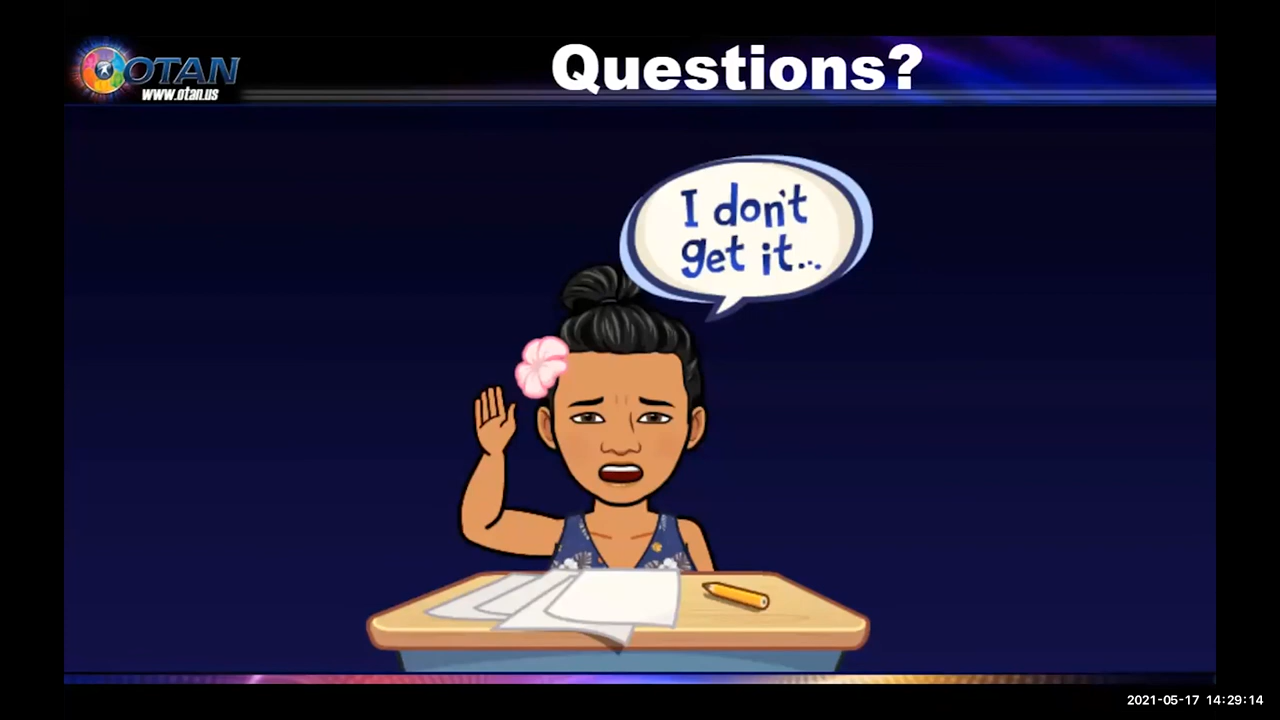 OTAN
www.otan.us
Questions?
I don't
get it...
2021-05-17 14:29:14